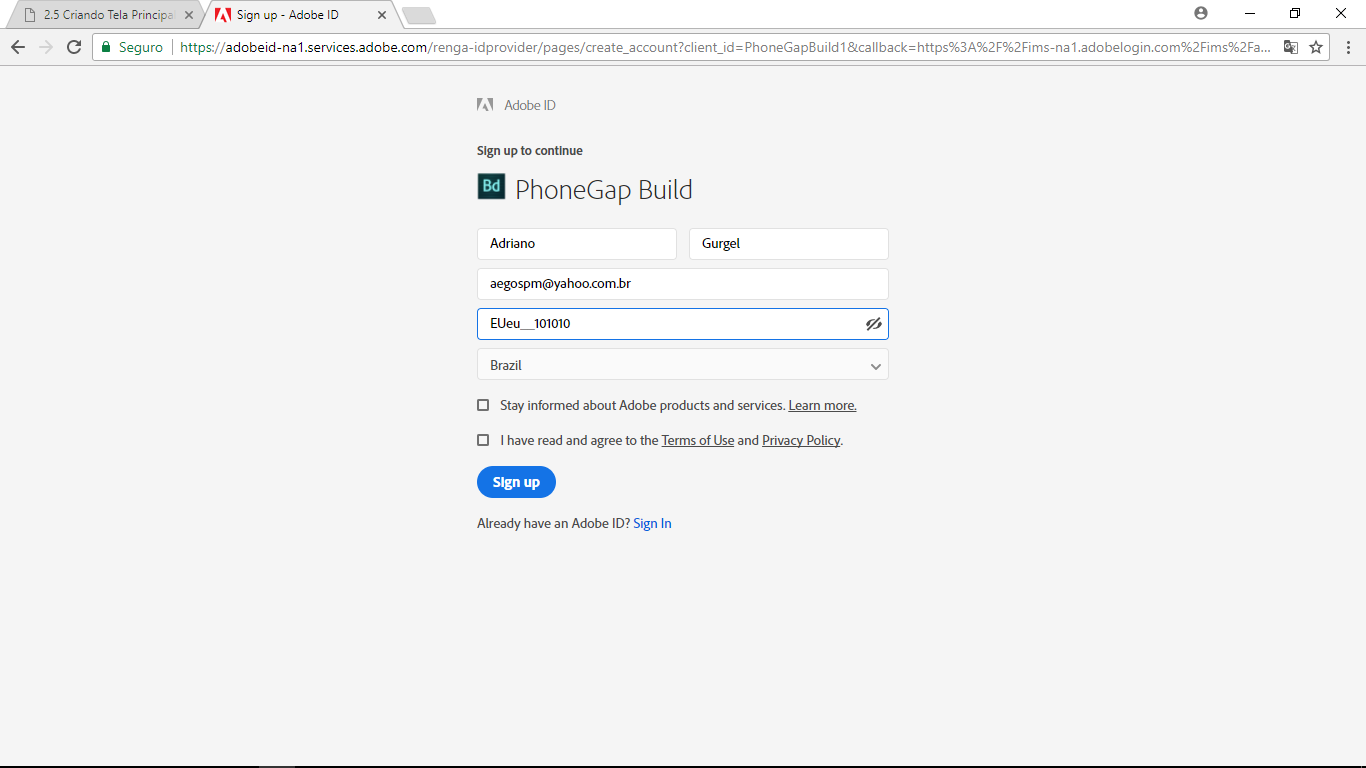 2.5 Criando Tela Principal
Sign up - Adobe ID
Seguro
https://adobeid-na1.services.adobe.com/renga-idprovider/pages/create_account?client_id=PhoneGapBuild1&callback=https%3A%2F%2Fims-na1.adobelogin.com%2Fims%2Fa...
Adobe ID
Sign up to continue
Bd PhoneGap Build
Adriano Gurgel
aegospm@yahoo.com.br
EUeu__101010
Brazil
Stay informed about Adobe products and services. Learn more.
I have read and agree to the Terms of Use and Privacy Policy.
Sign up
Already have an Adobe ID? Sign In